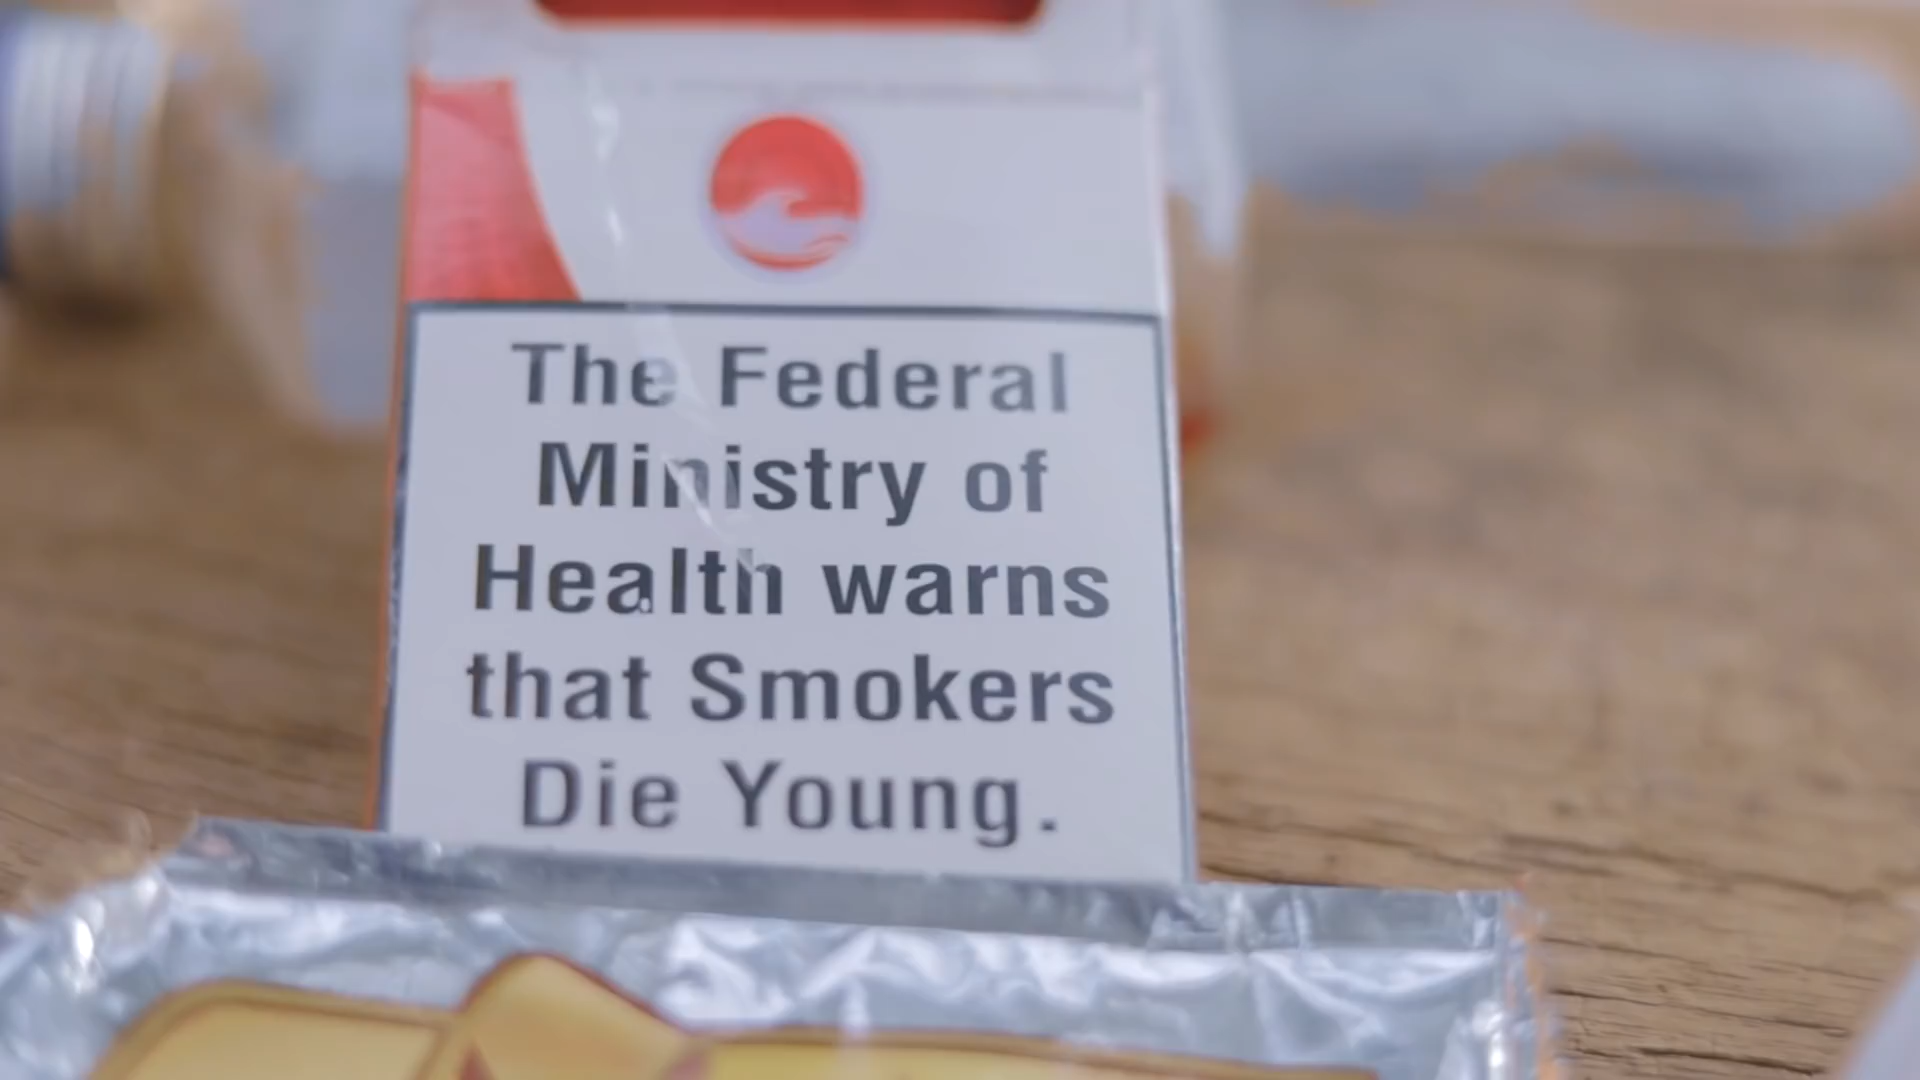 The Federal
Ministry of
Health warns
that Smokers
Die Young.